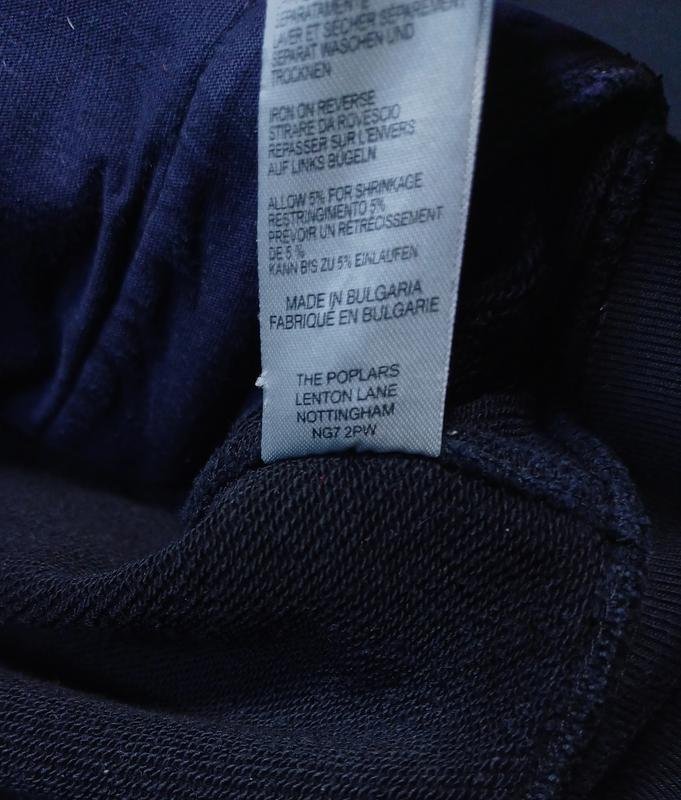 SEPARATAMENTE
LAVER ET SÉCHER SÉPARÉMENT
SEPARAT WASCHEN UND
TROCKNEN
IRON ON REVERSE
STIRARE DA ROVESCIO
REPASSER SUR L'ENVERS
AUF LINKS BÜGELN
ALLOW 5% FOR SHRINKAGE
RESTRINGIMENTO 5%
PRÉVOIR UN RÉTRÉCISSEMENT
DE 5 %
KANN BIS ZU 5% EINLAUFEN
MADE IN BULGARIA
FABRIQUÉ EN BULGARIE
THE POPLARS
LENTON LANE
NOTTINGHAM
NG7 2PW